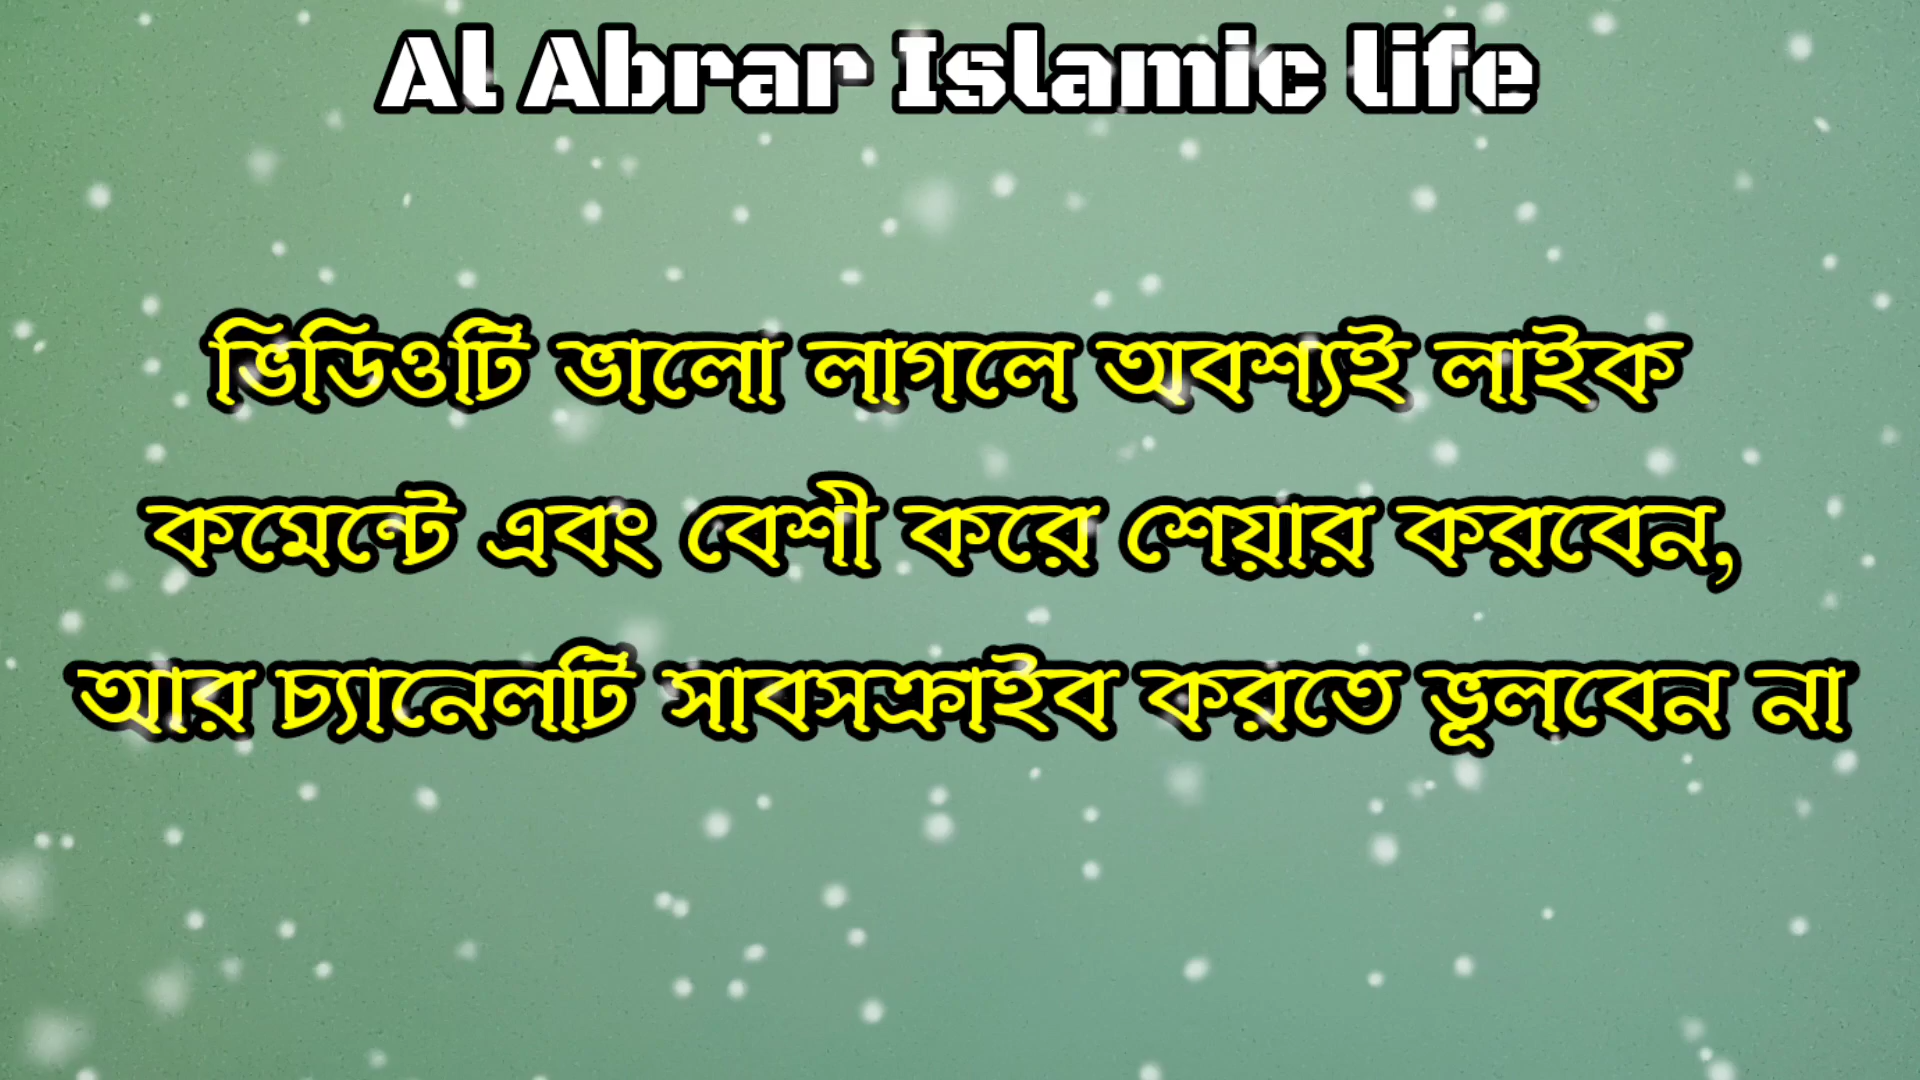 Al Abrar Islamic life
ভিডিওটি ভালো লাগলে অবশ্যই লাইক
কমেন্টে এবং বেশী করে শেয়ার করবেন,
আর চ্যানেলটি সাবসক্রাইব করতে ভূলবেন না